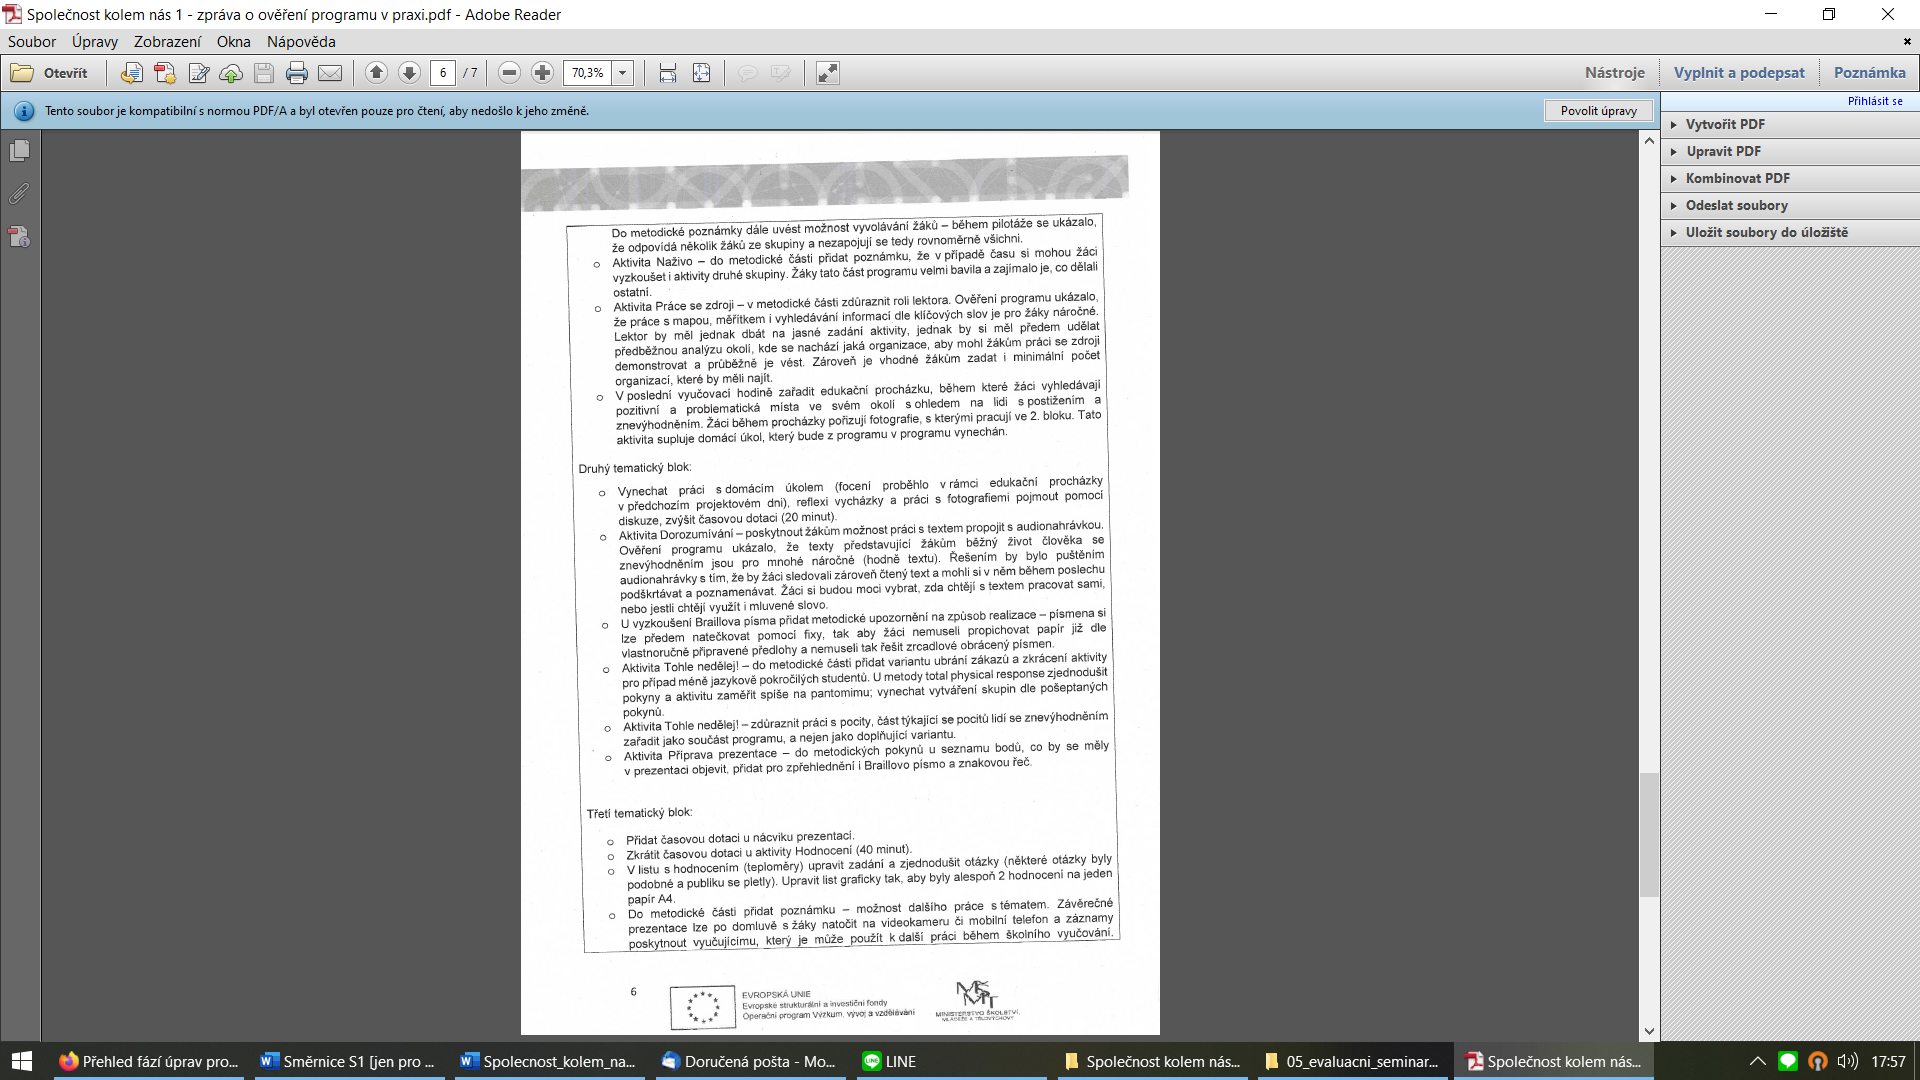 Společnost kolem nás 1 - zpráva o ověření programu v praxi.pdf - Adobe Reader
Soubor Úpravy Zobrazení Okna Nápověda
Otevřít 6 / 7 70,3% Nástroje Vyplnit a podepsat Poznámka
Tento soubor je kompatibilní s normou PDF/A a byl otevřen pouze pro čtení, aby nedošlo k jeho změně. Povolit úpravy
Přihlásit se
Vytvořit PDF
Upravit PDF
Kombinovat PDF
Odeslat soubory
Uložit soubory do úložiště
Do metodické poznámky dále uvést možnost vyvolávání žáků – během pilotáže se ukázalo,
že odpovídá několik žáků ze skupiny a nezapojují se tedy rovnoměrně všichni.
o Aktivita Naživo – do metodické části přidat poznámku, že v případě času si mohou žáci
vyzkoušet i aktivity druhé skupiny. Žáky tato část programu velmi bavila a zajímalo je, co dělali
ostatní.
o Aktivita Práce se zdroji – v metodické části zdůraznit roli lektora. Ověření programu ukázalo,
že práce s mapou, měřítkem i vyhledávání informací dle klíčových slov je pro žáky náročné.
Lektor by měl jednak dbát na jasné zadání aktivity, jednak by si měl předem udělat
předběžnou analýzu okolí, kde se nachází jaká organizace, aby mohl žákům práci se zdroji
demonstrovat a průběžně je vést. Zároveň je vhodné žákům zadat i minimální počet
organizací, které by měli najít.
o V poslední vyučovací hodině zařadit edukační procházku, během které žáci vyhledávají
pozitivní a problematická místa ve svém okolí s ohledem na lidi s postižením a
znevýhodněním. Žáci během procházky pořizují fotografie, s kterými pracují ve 2. bloku. Tato
aktivita supluje domácí úkol, který bude z programu v programu vynechán.
Druhý tematický blok:
o Vynechat práci s domácím úkolem (focení proběhlo v rámci edukační procházky
v předchozím projektovém dni), reflexi vycházky a práci s fotografiemi pojmout pomocí
diskuze, zvýšit časovou dotaci (20 minut).
o Aktivita Dorozumívání – poskytnout žákům možnost práci s textem propojit s audionahrávkou.
Ověření programu ukázalo, že texty představující žákům běžný život člověka se
znevýhodněním jsou pro mnohé náročné (hodně textu). Řešením by bylo puštěním
audionahrávky s tím, že by žáci sledovali zároveň čtený text a mohli si v něm během poslechu
podškrtávat a poznamenávat. Žáci si budou moci vybrat, zda chtějí s textem pracovat sami,
nebo jestli chtějí využít i mluvené slovo.
o U vyzkoušení Braillova písma přidat metodické upozornění na způsob realizace – písmena si
lze předem natečkovat pomocí fixy, tak aby žáci nemuseli propichovat papír již dle
vlastnoručně připravené předlohy a nemuseli tak řešit zrcadlové obrácený písmen.
o Aktivita Tohle nedělej! – do metodické části přidat variantu ubrání zákazů a zkrácení aktivity
pro případ méně jazykově pokročilých studentů. U metody total physical response zjednodušit
pokyny a aktivitu zaměřit spíše na pantomimu; vynechat vytváření skupin dle pošeptaných
pokynů.
o Aktivita Tohle nedělej! – zdůraznit práci s pocity, část týkající se pocitů lidí se znevýhodněním
zařadit jako součást programu, a nejen jako doplňující variantu.
o Aktivita Příprava prezentace – do metodických pokynů u seznamu bodů, co by se měly
v prezentaci objevit, přidat pro zpřehlednění i Braillovo písmo a znakovou řeč.
Třetí tematický blok:
o Přidat časovou dotaci u nácviku prezentací.
o Zkrátit časovou dotaci u aktivity Hodnocení (40 minut).
o V listu s hodnocením (teploměry) upravit zadání a zjednodušit otázky (některé otázky byly
podobné a publiku se pletly). Upravit list graficky tak, aby byly alespoň 2 hodnocení na jeden
papír A4.
o Do metodické části přidat poznámku – možnost dalšího práce s tématem. Závěrečné
prezentace lze po domluvě s žáky natočit na videokameru či mobilní telefon a záznamy
poskytnout vyučujícímu, který je může použít k další práci během školního vyučování.
6
EVROPSKÁ UNIE
Evropské strukturální a investiční fondy
Operační program Výzkum, vývoj a vzdělávání
MINISTERSTVO ŠKOLSTVÍ,
MLÁDEŽE A TĚLOVÝCHOVY
Přehled fází úprav pro... Směrnice S1 [jen pro ... Spolecnost_kolem_na... Doručená pošta - Mo... LINE Společnost kolem nás... 05_evaluacni_seminar... Společnost kolem nás... 17:57